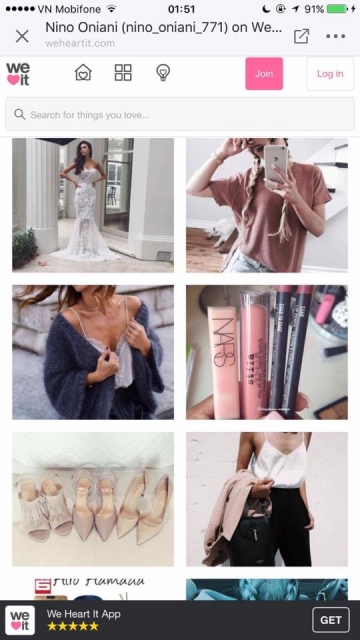 VN Mobifone 01:51 91%
Nino Oniani (nino_oniani_771) on We...
weheartit.com
we
it
Join
Log in
Search for things you love...
NARS
stila
we
it
We Heart It App
GET